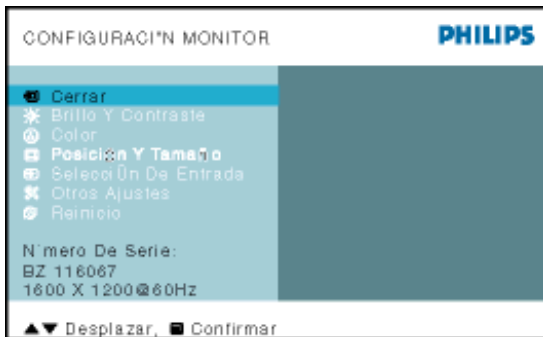 CONFIGURACI"N MONITOR PHILIPS
Cerrar
Brillo Y Contraste
Color
Posición Y Tamaño
SelecciÛn De Entrada
Otros Ajustes
Reinicio
N˙mero De Serie:
BZ 116067
1600 X 1200@60Hz
▲▼ Desplazar, ■ Confirmar